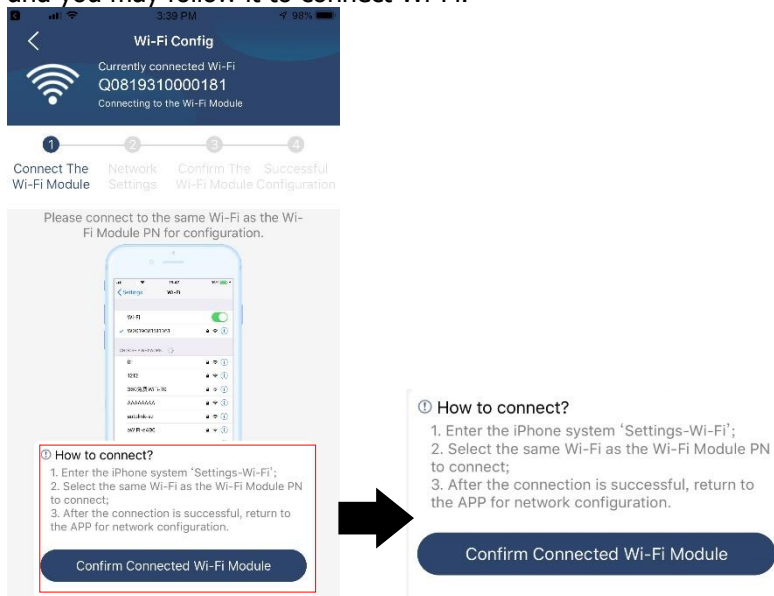 and you may follow it to connect Wi-Fi.
3:39 PM 98%
Wi-Fi Config
Currently connected Wi-Fi
Q0819310000181
Connecting to the Wi-Fi Module
1 2 3 4
Connect The Network Confirm The Successful
Wi-Fi Module Settings Wi-Fi Module Configuration
Please connect to the same Wi-Fi as the Wi-
Fi Module PN for configuration.
Settings Wi-Fi
Wi-Fi
How to connect?
1. Enter the iPhone system ‘Settings-Wi-Fi’;
2. Select the same Wi-Fi as the Wi-Fi Module PN
to connect;
3. After the connection is successful, return to
the APP for network configuration.
Confirm Connected Wi-Fi Module
How to connect?
1. Enter the iPhone system ‘Settings-Wi-Fi’;
2. Select the same Wi-Fi as the Wi-Fi Module PN
to connect;
3. After the connection is successful, return to
the APP for network configuration.
Confirm Connected Wi-Fi Module